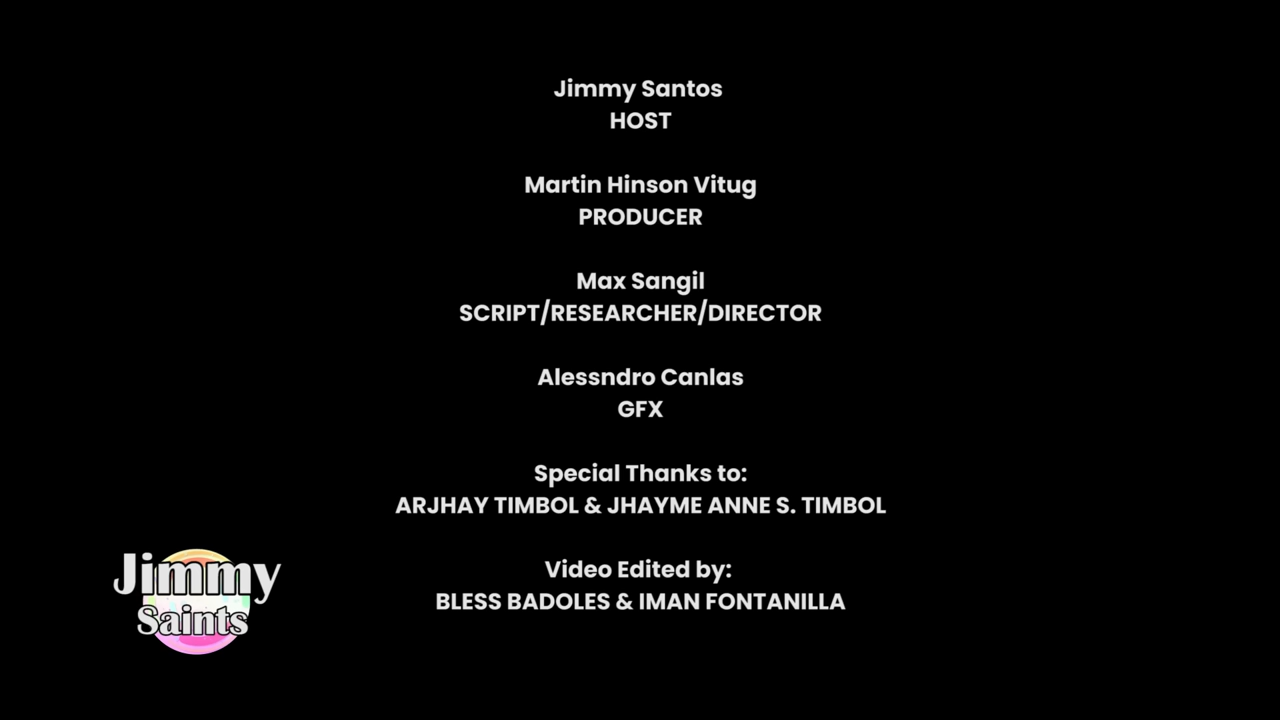 Jimmy Santos
HOST
Martin Hinson Vitug
PRODUCER
Max Sangil
SCRIPT/RESEARCHER/DIRECTOR
Alessndro Canlas
GFX
Special Thanks to:
ARJHAY TIMBOL & JHAYME ANNE S. TIMBOL
Video Edited by:
BLESS BADOLES & IMAN FONTANILLA
Jimmy
Saints